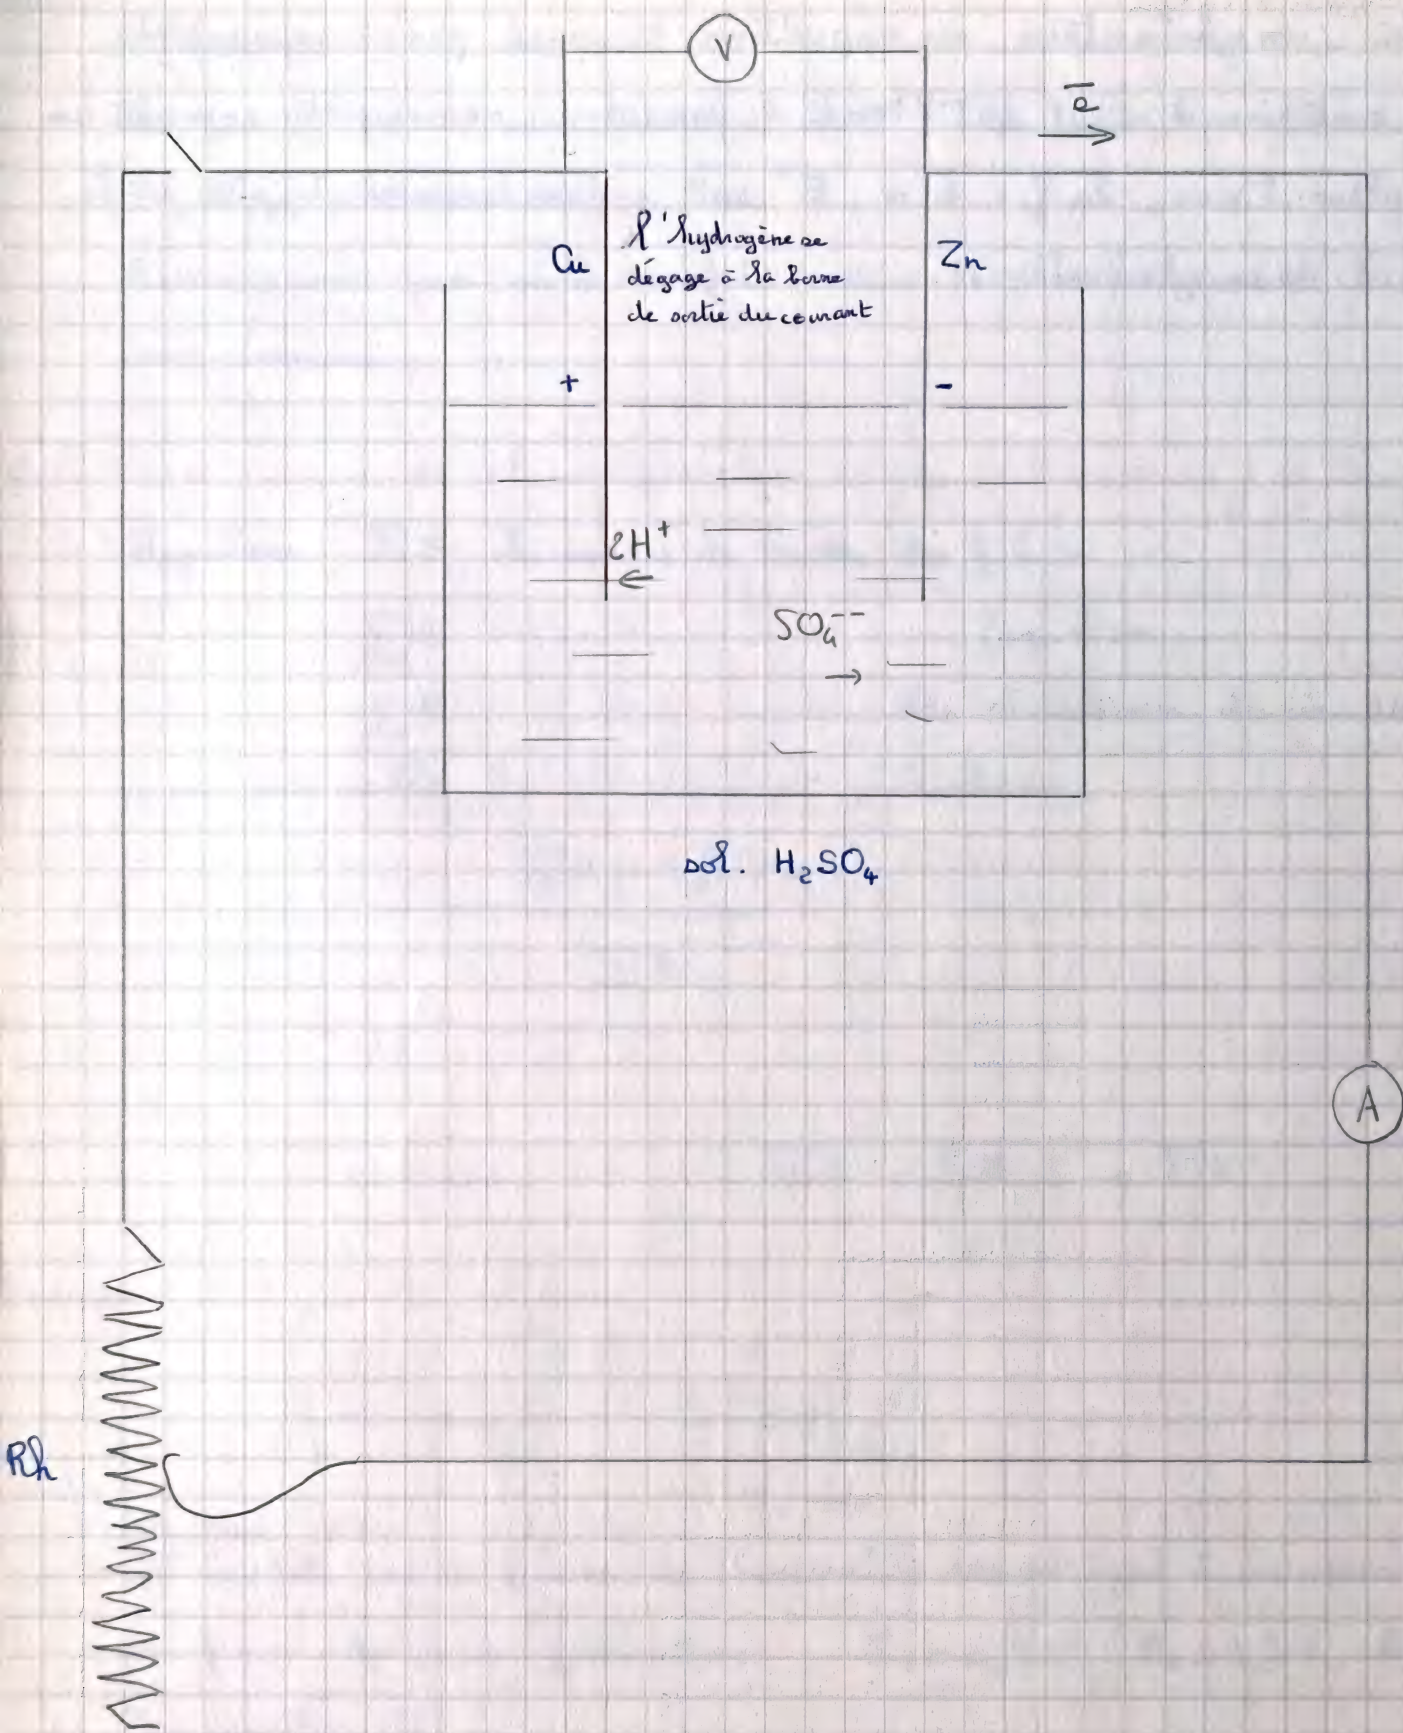 V
e̅
Cu
l'hydrogène se
dégage à la borne
de sortie du courant
Zn
+
-
2H⁺
SO₄⁻⁻
sol. H₂SO₄
A
Rh